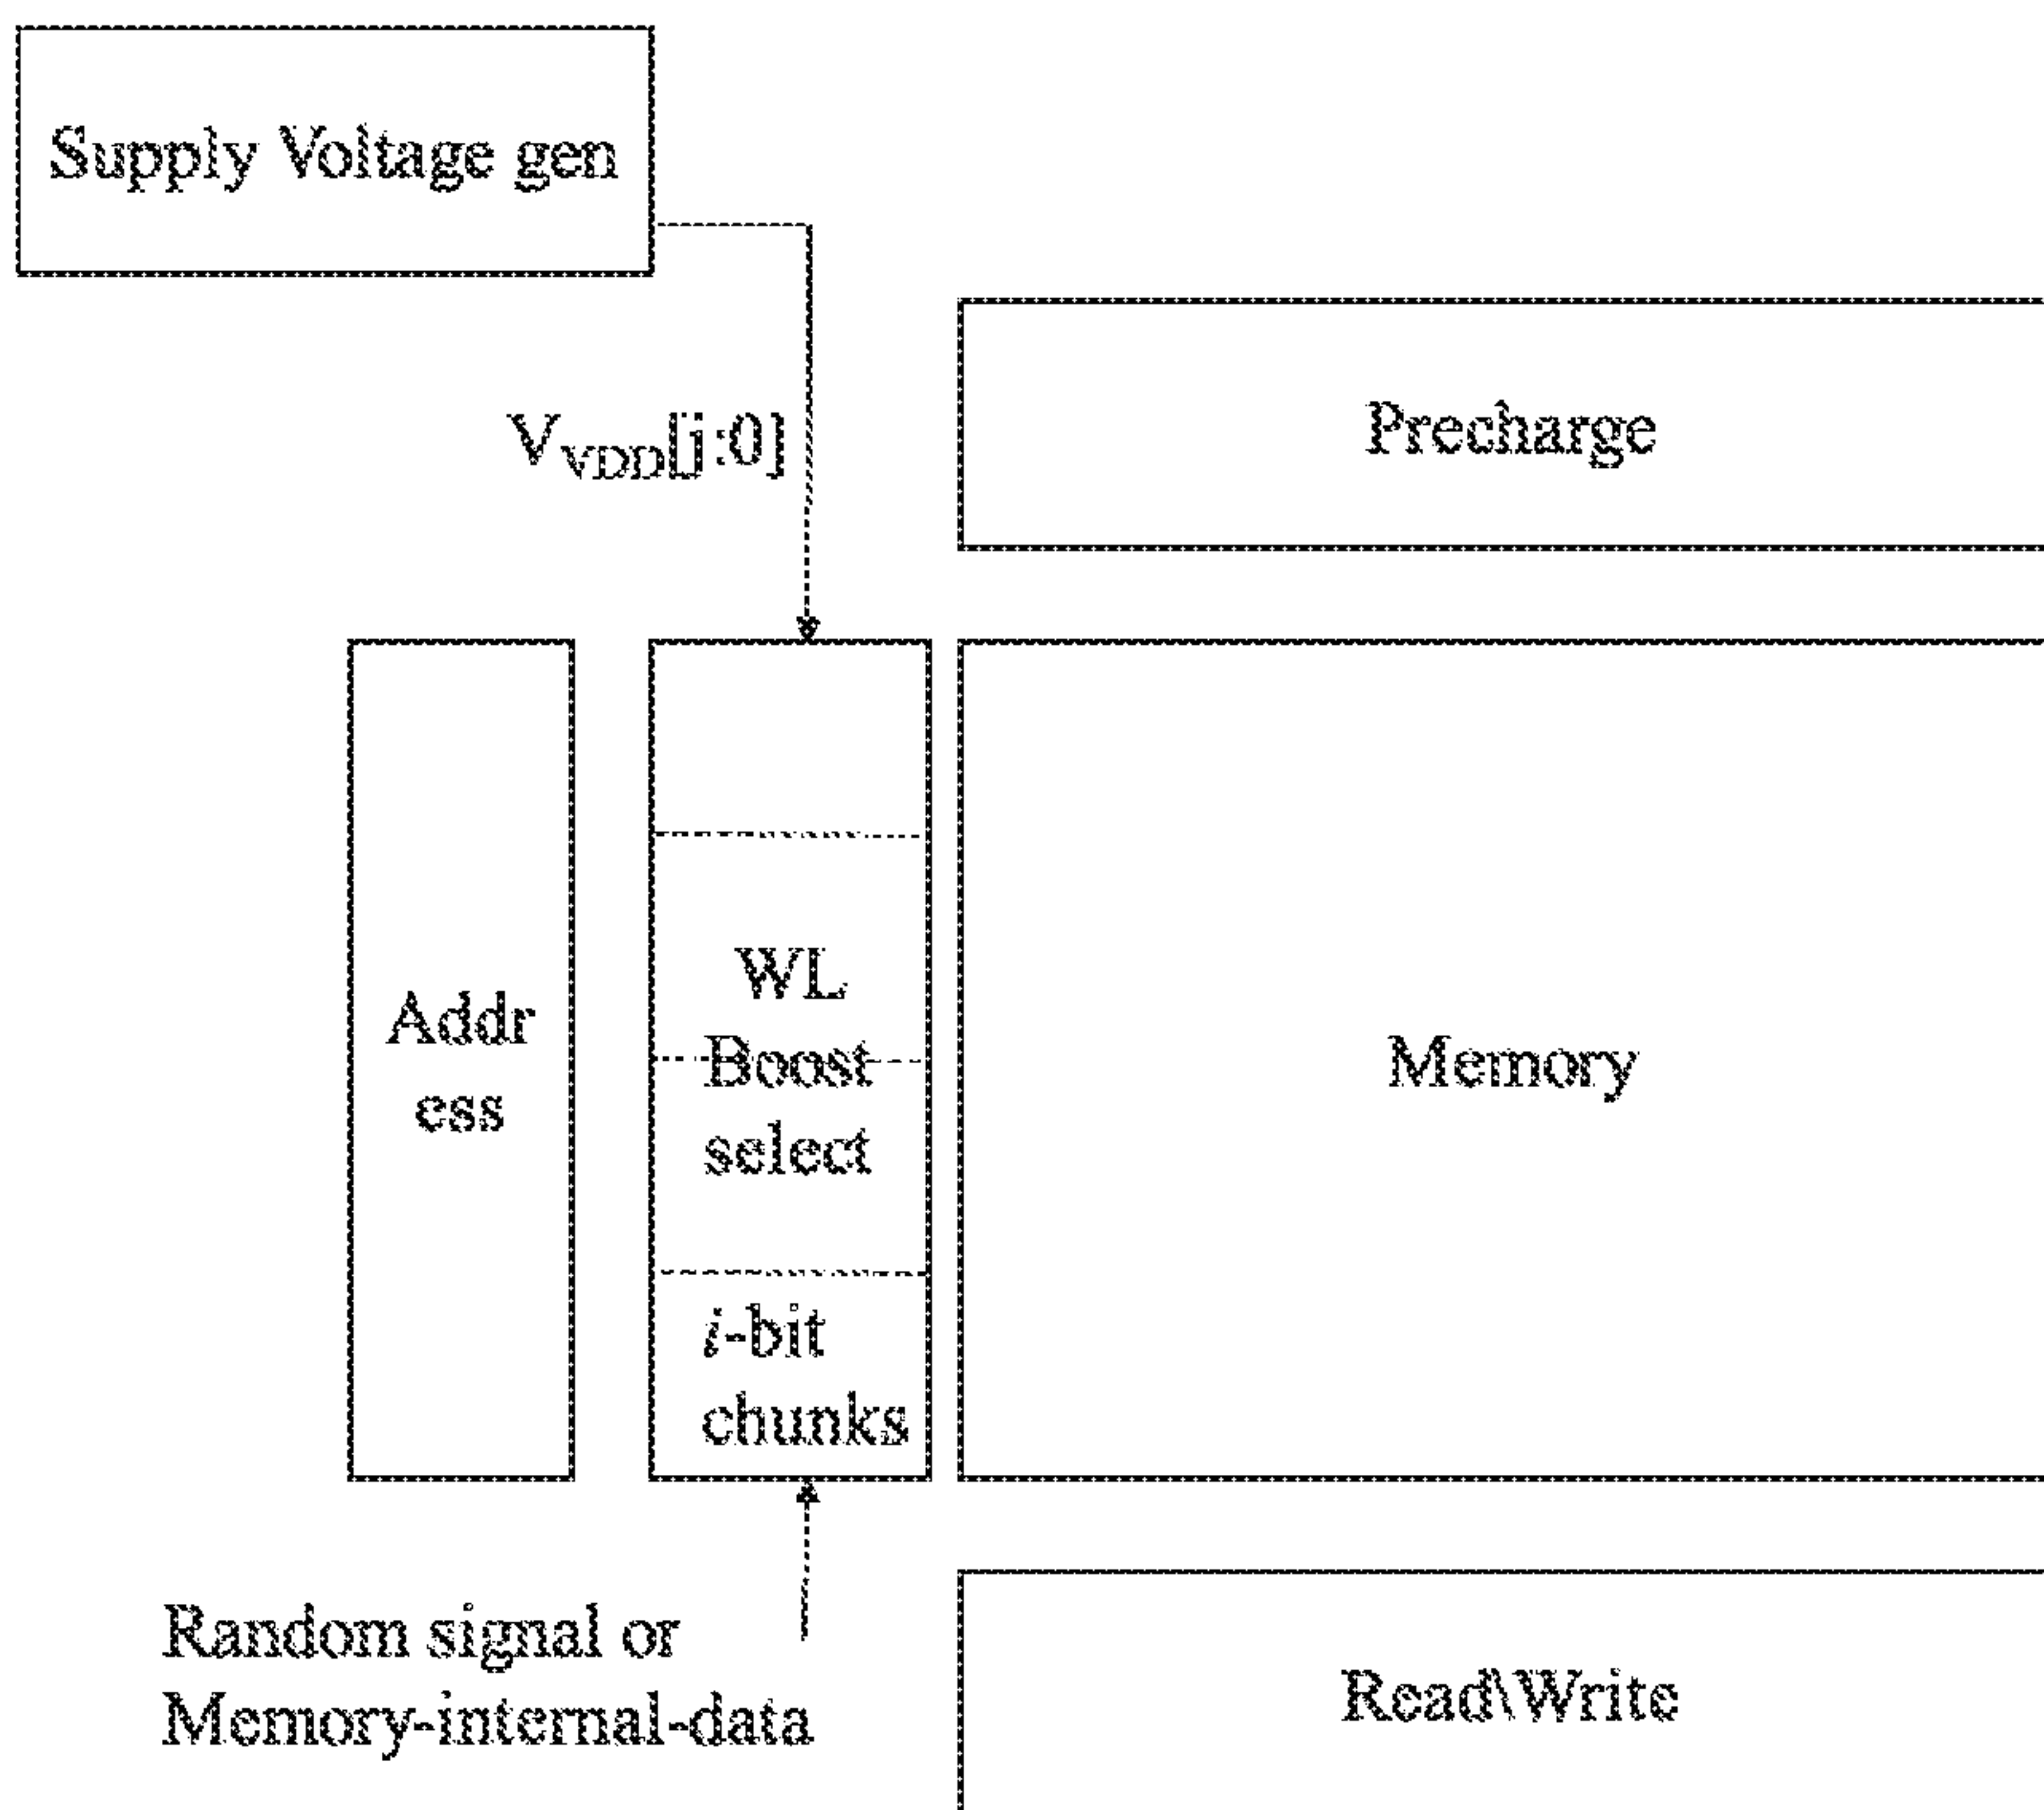 Supply Voltage gen
V_VDD[j:0]
Precharge
Addr
ess
WL
Boost
select
i-bit
chunks
Memory
Random signal or
Memory-internal-data
Read\Write